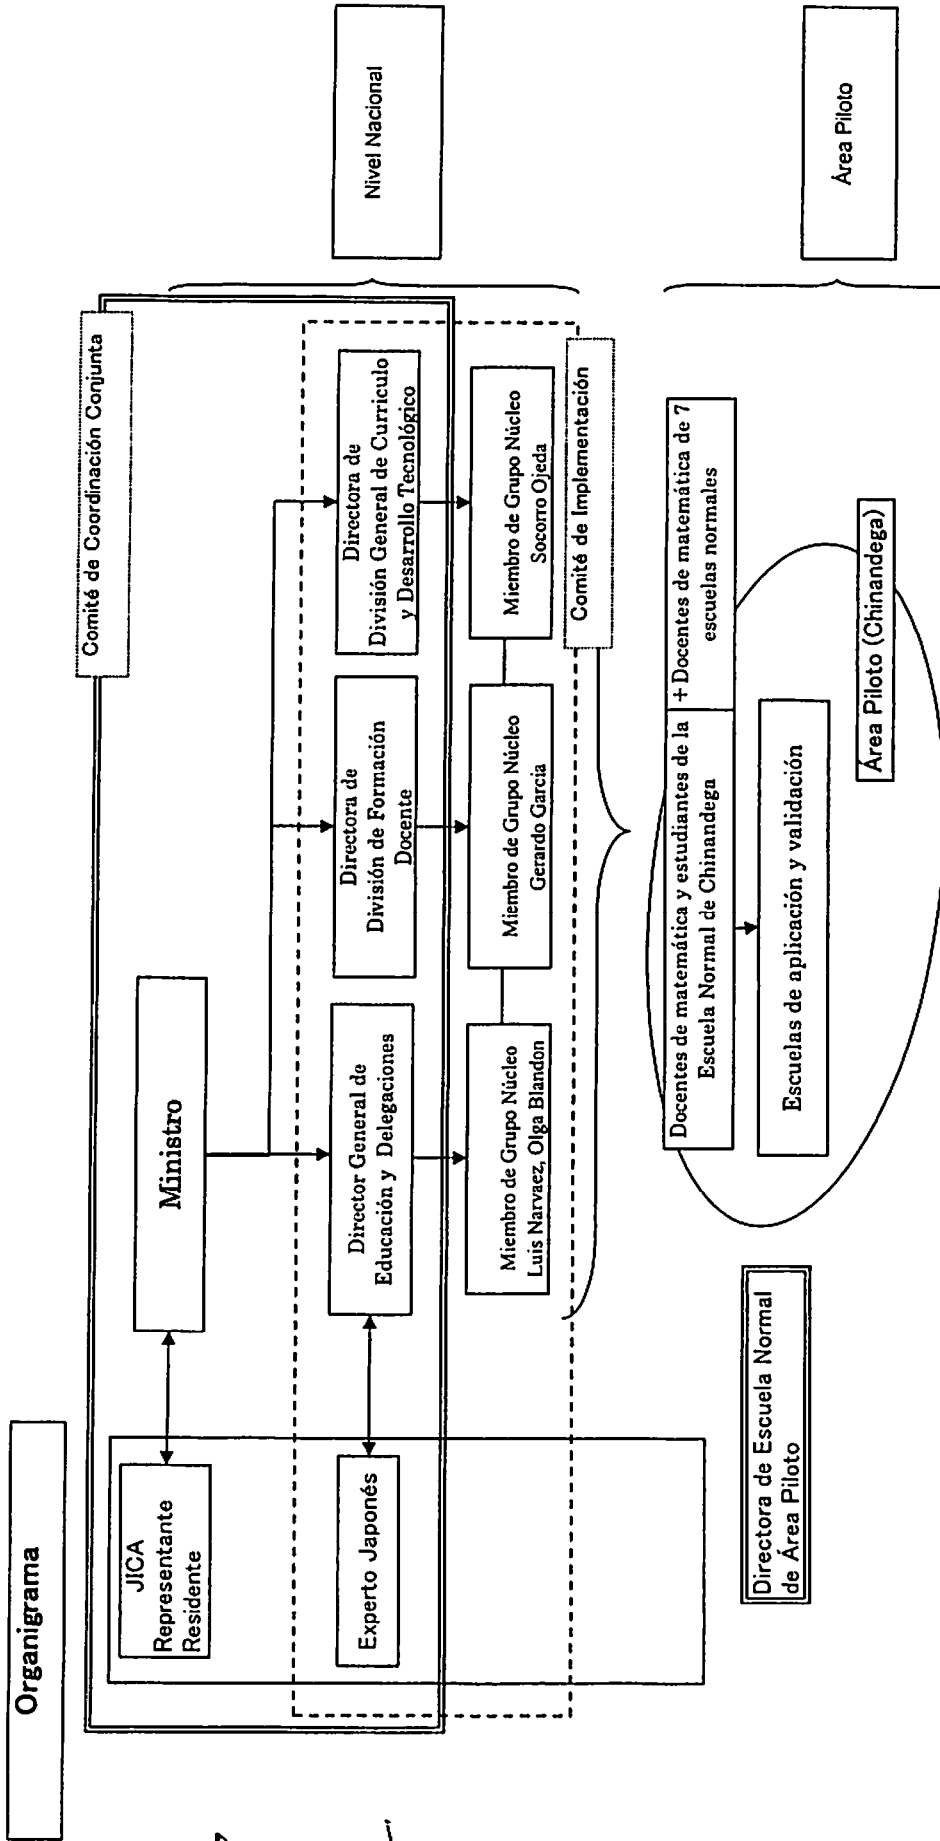 Organigrama
Comité de Coordinación Conjunta
JICA
Representante
Residente
Ministro
Nivel Nacional
Experto Japonés
Director General de
Educación y Delegaciones
Directora de
División de Formación
Docente
Directora de
División General de Curriculo
y Desarrollo Tecnológico
Miembro de Grupo Núcleo
Luis Narvaez, Olga Blandon
Miembro de Grupo Núcleo
Gerardo Garcia
Miembro de Grupo Núcleo
Socorro Ojeda
Comité de Implementación
Docentes de matemática y estudiantes de la
Escuela Normal de Chinandega
+Docentes de matemática de 7
escuelas normales
Escuelas de aplicación y validación
Área Piloto (Chinandega)
Área Piloto
Directora de Escuela Normal
de Área Piloto